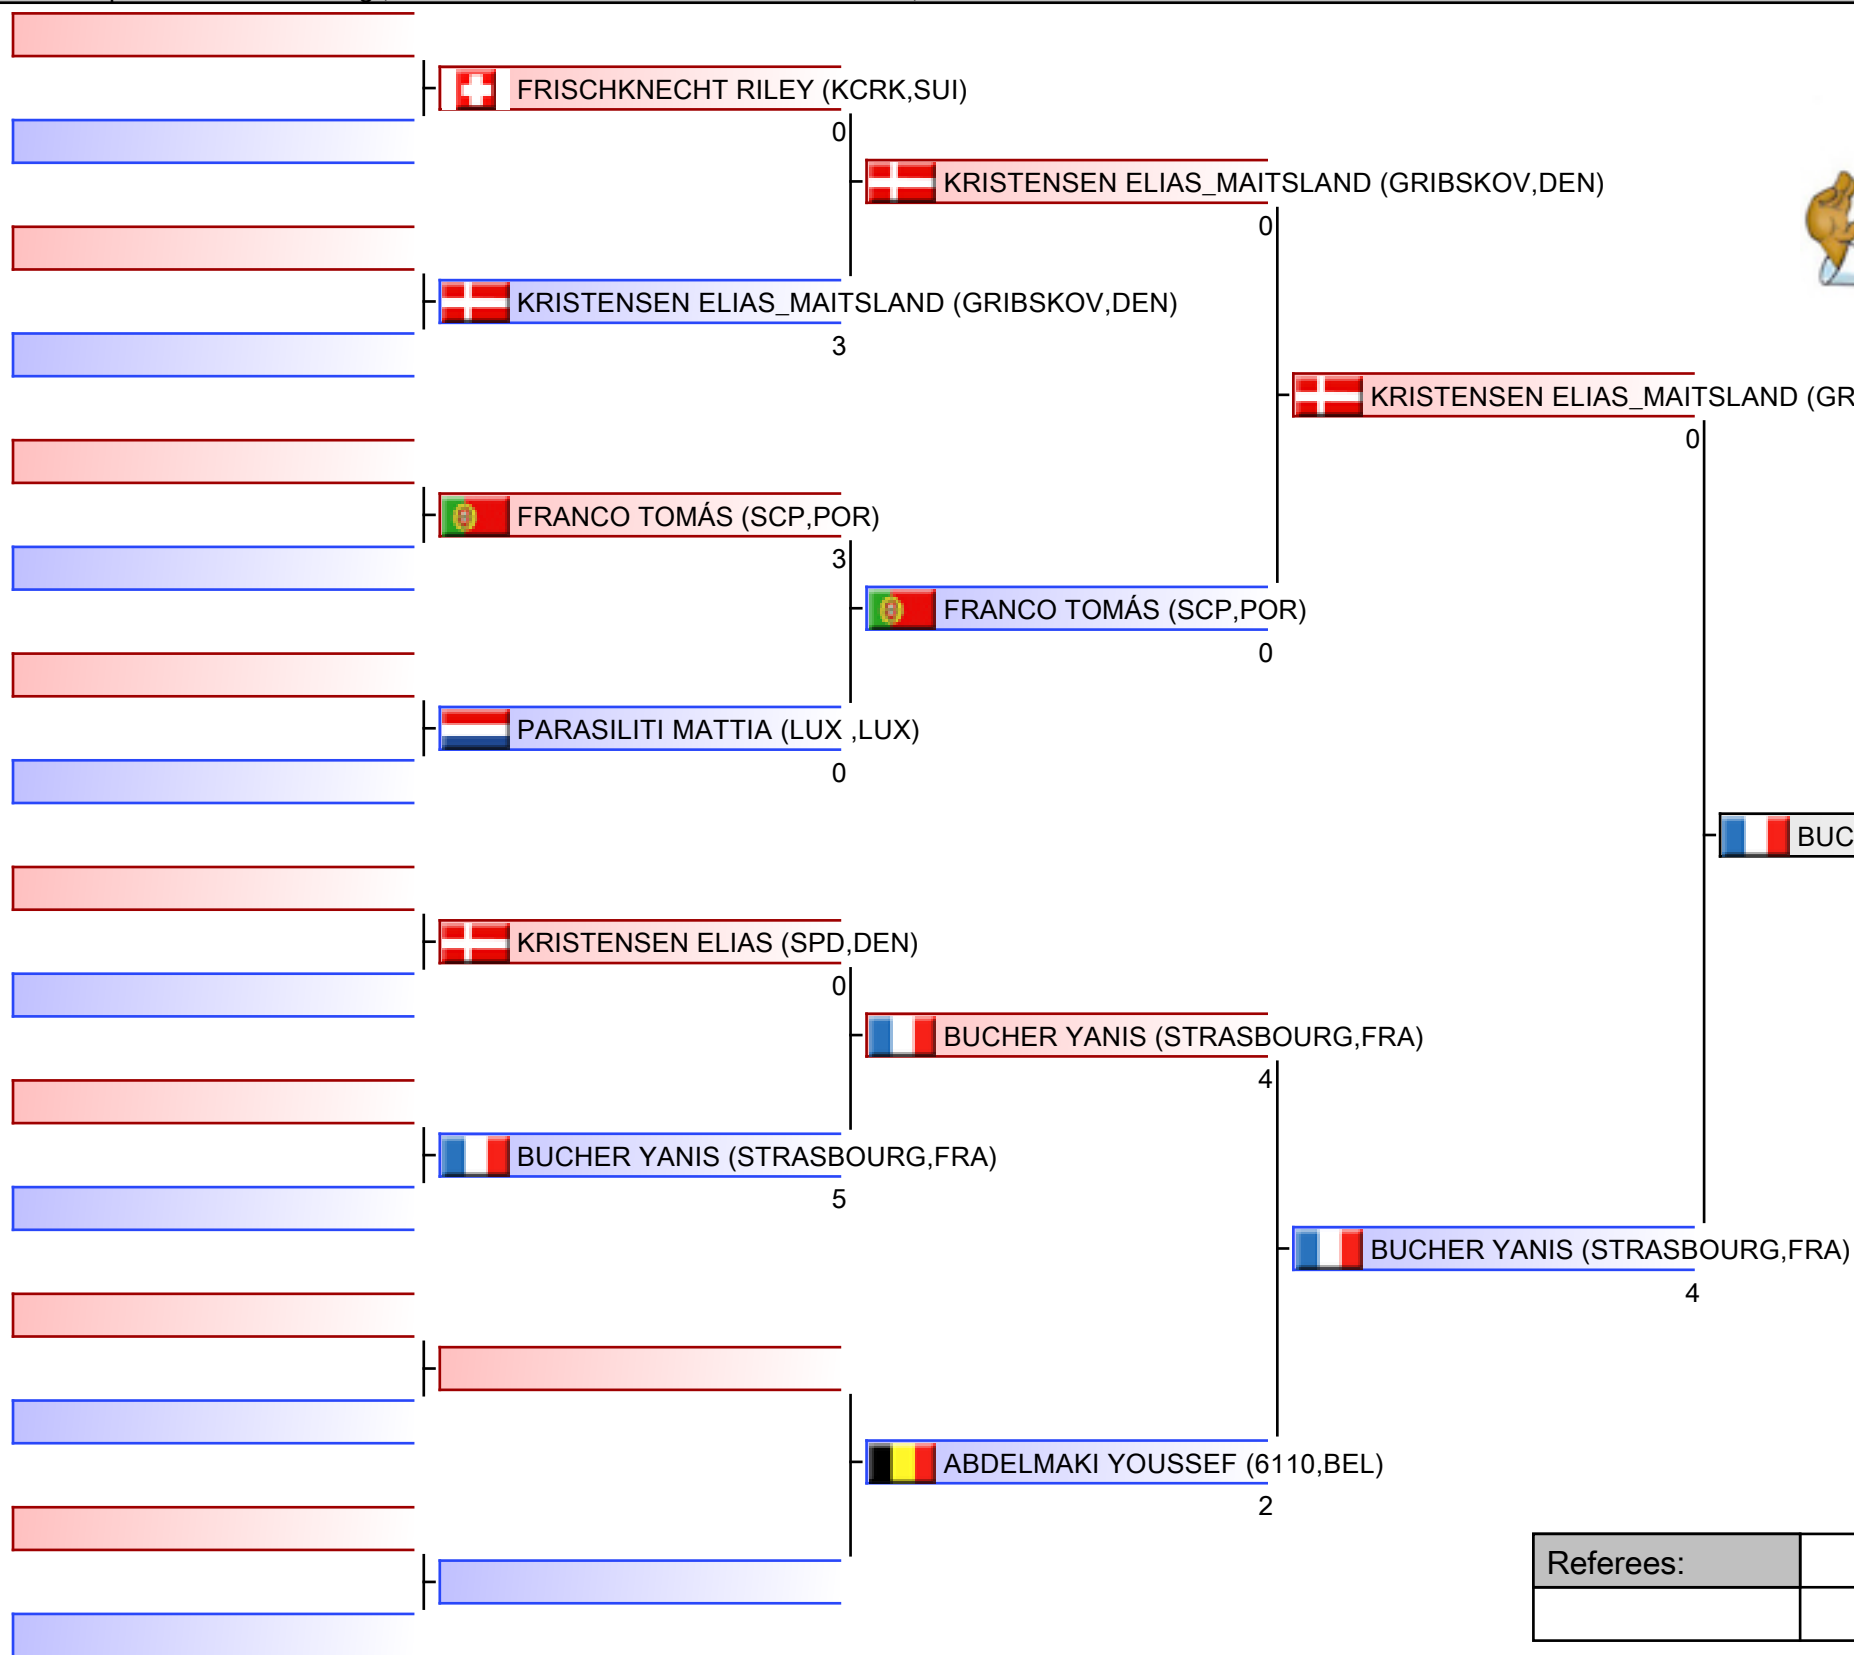 FRISCHKNECHT RILEY (KCRK,SUI)
0
KRISTENSEN ELIAS_MAITSLAND (GRIBSKOV,DEN)
0
KRISTENSEN ELIAS_MAITSLAND (GRIBSKOV,DEN)
3
KRISTENSEN ELIAS_MAITSLAND (GR
0
FRANCO TOMÁS (SCP,POR)
3
FRANCO TOMÁS (SCP,POR)
0
PARASILITI MATTIA (LUX ,LUX)
0
BUC
KRISTENSEN ELIAS (SPD,DEN)
0
BUCHER YANIS (STRASBOURG,FRA)
4
BUCHER YANIS (STRASBOURG,FRA)
5
BUCHER YANIS (STRASBOURG,FRA)
4
ABDELMAKI YOUSSEF (6110,BEL)
2
Referees: